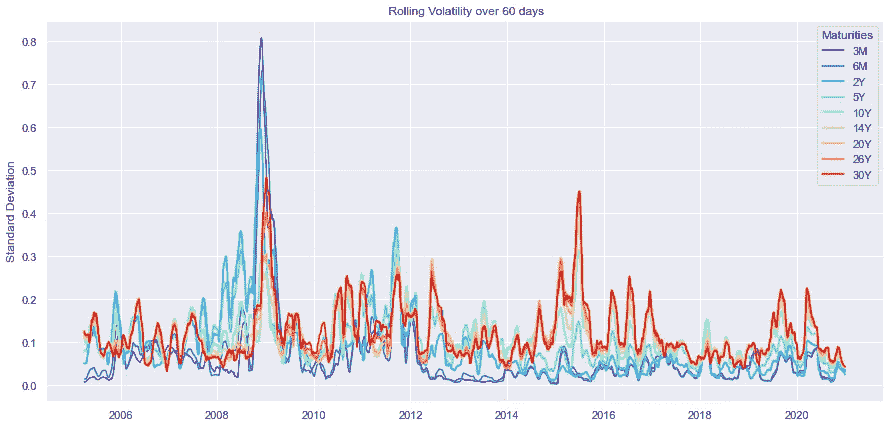 Rolling Volatility over 60 days
Maturities
3M
6M
2Y
5Y
10Y
14Y
20Y
26Y
30Y
Standard Deviation
0.8
0.7
0.6
0.5
0.4
0.3
0.2
0.1
0.0
2006 2008 2010 2012 2014 2016 2018 2020